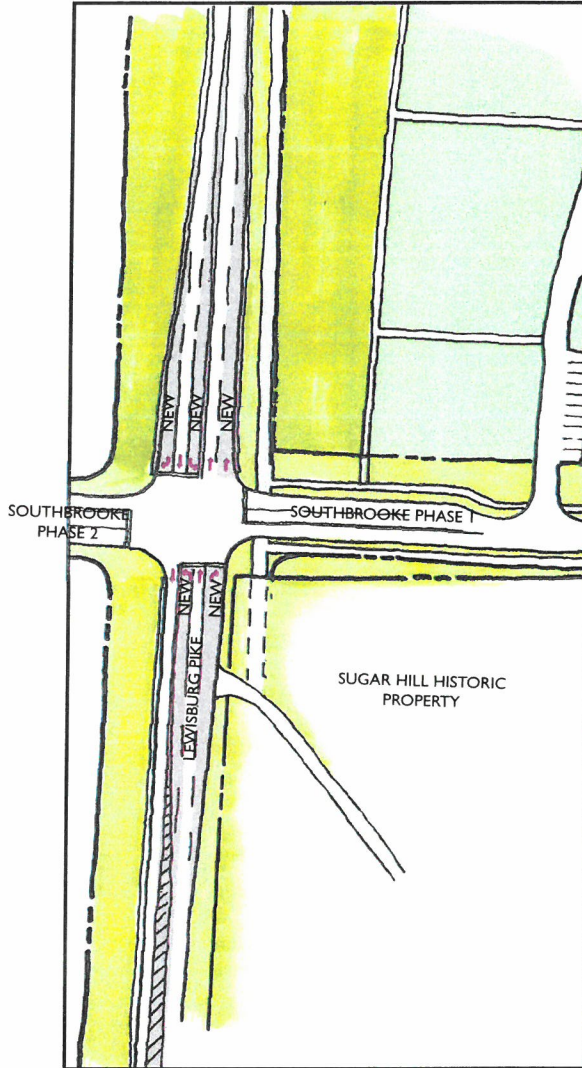 NEW
NEW
NEW
SOUTHBROOKE
PHASE 2
SOUTHBROOKE PHASE 1
NEW
NEW
LEWISBURG PIKE
SUGAR HILL HISTORIC
PROPERTY